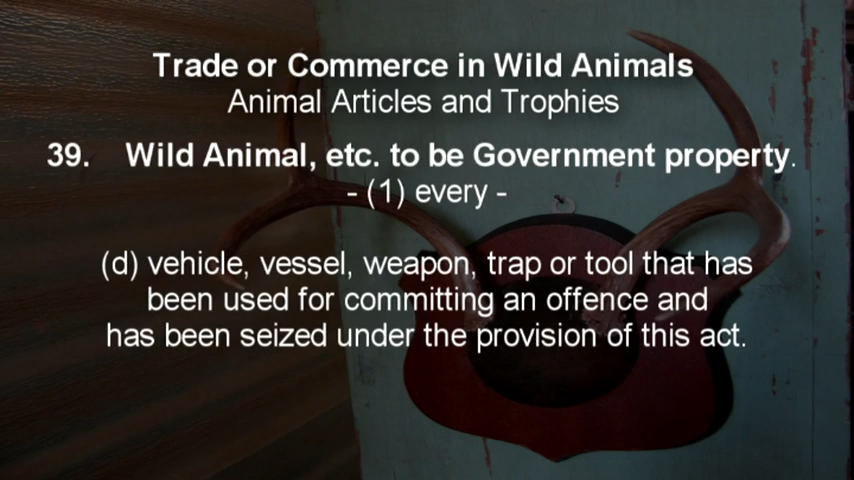 Trade or Commerce in Wild Animals
Animal Articles and Trophies
39. Wild Animal, etc. to be Government property.
- (1) every -
(d) vehicle, vessel, weapon, trap or tool that has
been used for committing an offence and
has been seized under the provision of this act.